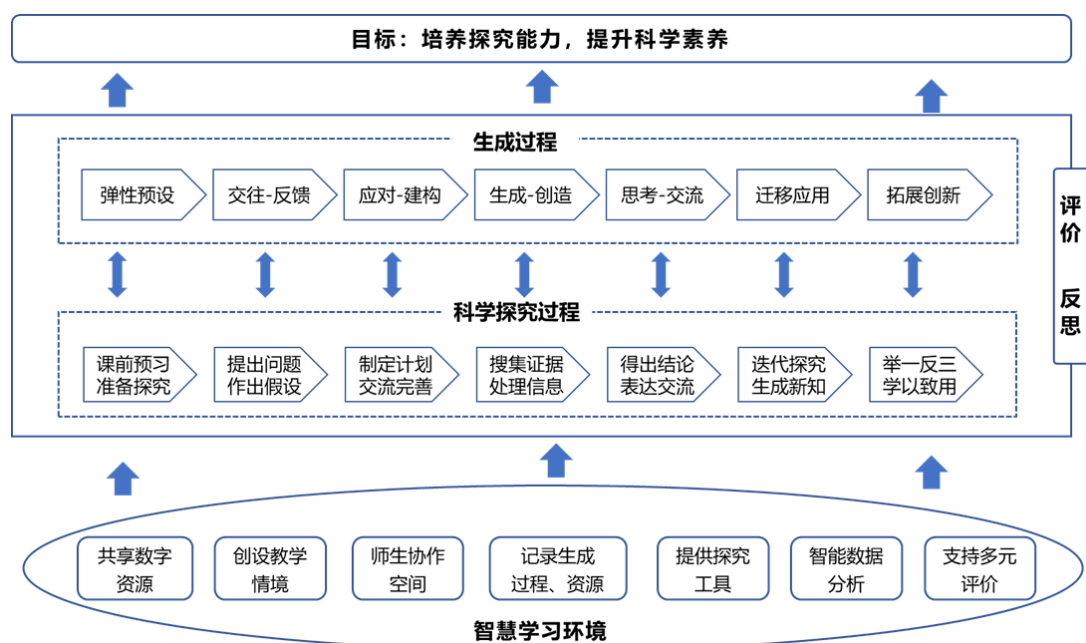 目标：培养探究能力，提升科学素养
生成过程
弹性预设
交往-反馈
应对-建构
生成-创造
思考-交流
迁移应用
拓展创新
评价
反思
科学探究过程
课前预习
准备探究
提出问题
作出假设
制定计划
交流完善
搜集证据
处理信息
得出结论
表达交流
迭代探究
生成新知
举一反三
学以致用
共享数字
资源
创设教学
情境
师生协作
空间
记录生成
过程、资源
提供探究
工具
智能数据
分析
支持多元
评价
智慧学习环境